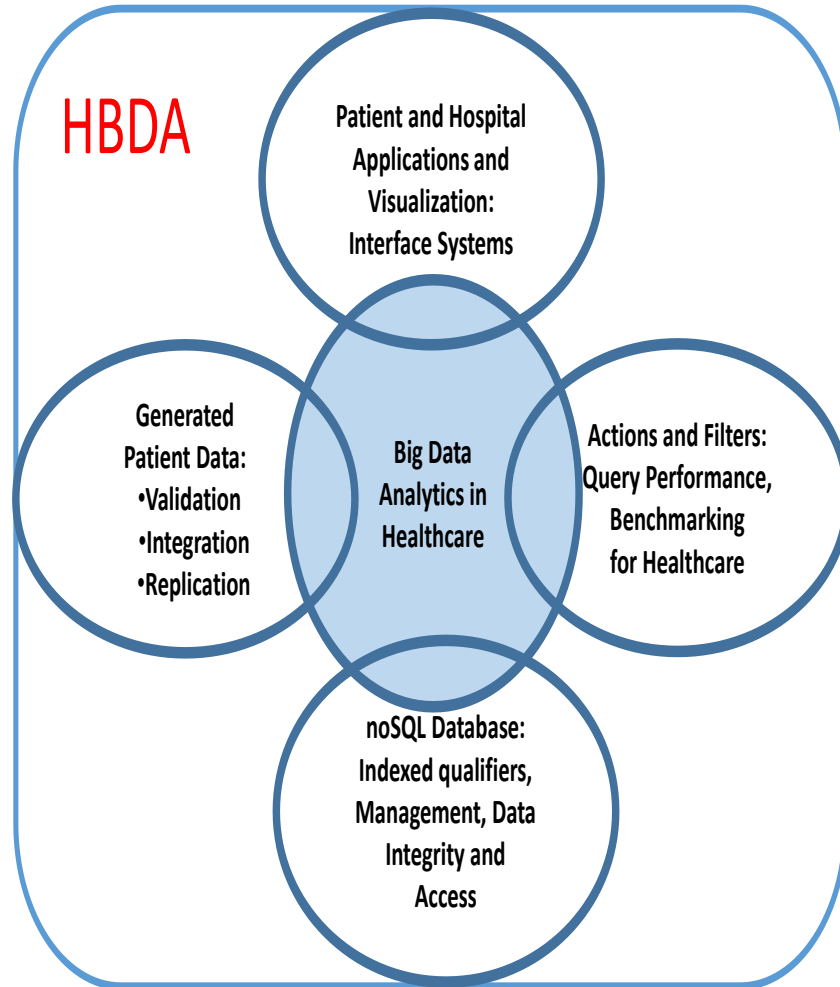 HBDA
Patient and Hospital
Applications and
Visualization:
Interface Systems
Generated
Patient Data:
•Validation
•Integration
•Replication
Big Data
Analytics in
Healthcare
Actions and Filters:
Query Performance,
Benchmarking
for Healthcare
noSQL Database:
Indexed qualifiers,
Management, Data
Integrity and
Access